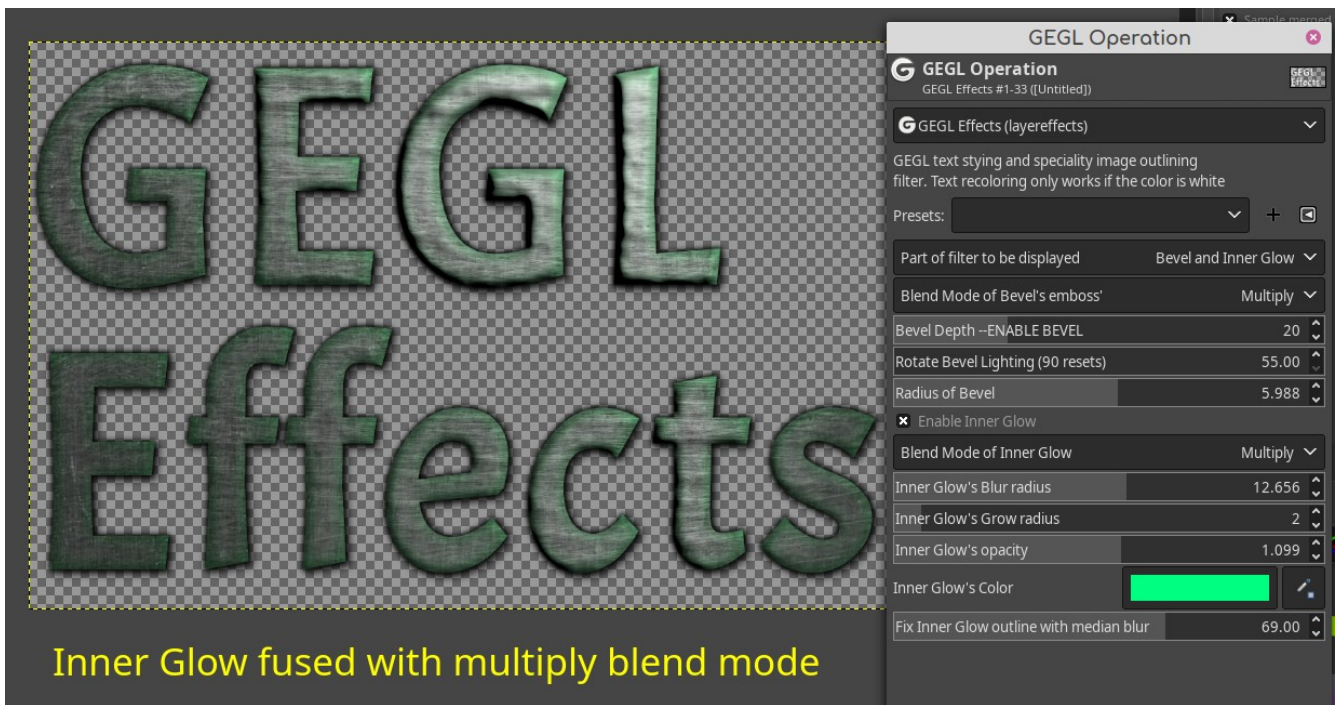 GEGL
Effects
Inner Glow fused with multiply blend mode
Sample merged
GEGL Operation
GEGL Operation
GEGL Effects #1-33 ([Untitled])
GEGL
Effects
GEGL Effects (layereffects)
GEGL text stying and speciality image outlining
filter. Text recoloring only works if the color is white
Presets:
Part of filter to be displayed Bevel and Inner Glow
Blend Mode of Bevel's emboss' Multiply
Bevel Depth --ENABLE BEVEL 20
Rotate Bevel Lighting (90 resets) 55.00
Radius of Bevel 5.988
Enable Inner Glow
Blend Mode of Inner Glow Multiply
Inner Glow's Blur radius 12.656
Inner Glow's Grow radius 2
Inner Glow's opacity 1.099
Inner Glow's Color
Fix Inner Glow outline with median blur 69.00